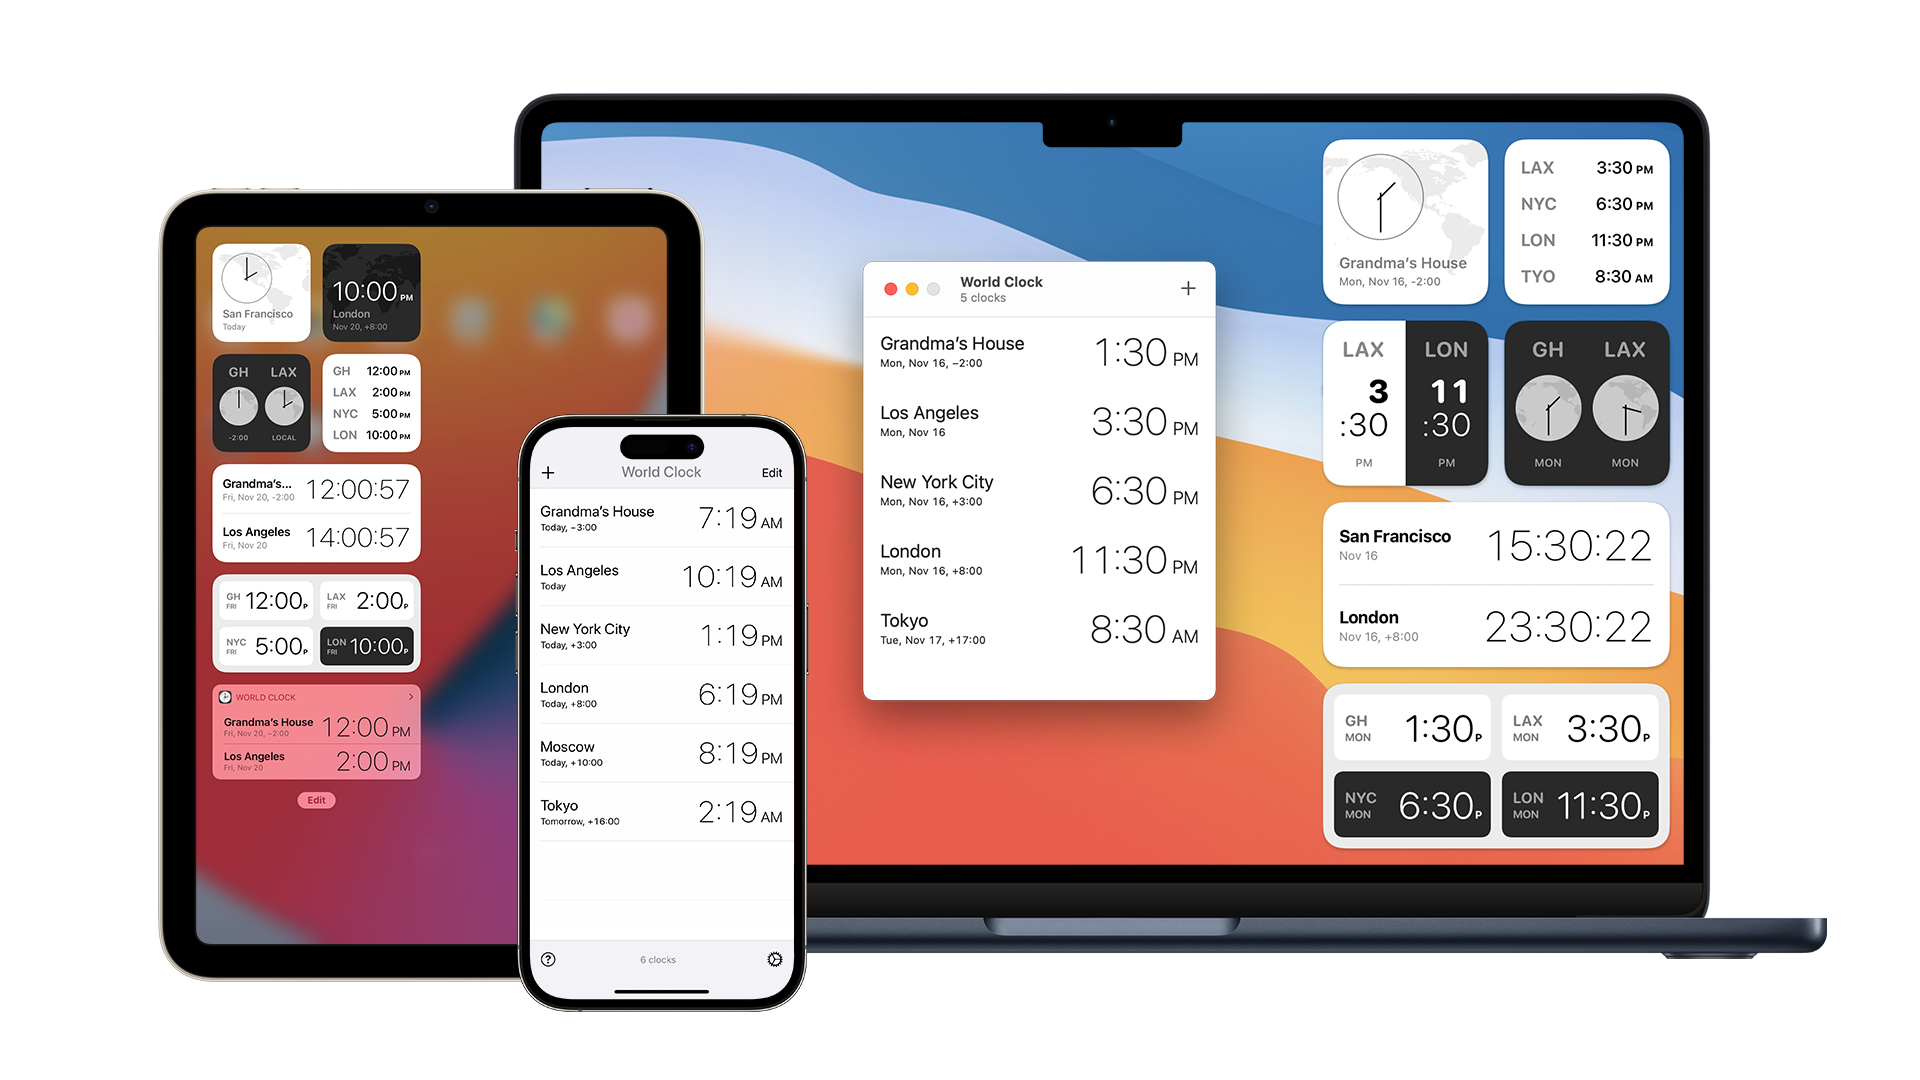 San Francisco
Today
10:00 PM
London
Nov 20, +8:00
GH LAX
-2:00 LOCAL
GH 12:00 PM
LAX 2:00 PM
NYC 5:00 PM
LON 10:00 PM
Grandma's... 12:00:57
Fri, Nov 20, -2:00
Los Angeles 14:00:57
Fri, Nov 20
GH FRI 12:00P
LAX FRI 2:00P
NYC FRI 5:00P
LON FRI 10:00P
WORLD CLOCK
Grandma's House 12:00 PM
Fri, Nov 20, −2:00
Los Angeles 2:00 PM
Fri, Nov 20
Edit
+ World Clock Edit
Grandma's House 7:19 AM
Today, −3:00
Los Angeles 10:19 AM
Today
New York City 1:19 PM
Today, +3:00
London 6:19 PM
Today, +8:00
Moscow 8:19 PM
Today, +10:00
Tokyo 2:19 AM
Tomorrow, +16:00
? 6 clocks
World Clock +
5 clocks
Grandma's House 1:30 PM
Mon, Nov 16, −2:00
Los Angeles 3:30 PM
Mon, Nov 16
New York City 6:30 PM
Mon, Nov 16, +3:00
London 11:30 PM
Mon, Nov 16, +8:00
Tokyo 8:30 AM
Tue, Nov 17, +17:00
Grandma's House
Mon, Nov 16, -2:00
LAX 3:30 PM
NYC 6:30 PM
LON 11:30 PM
TYO 8:30 AM
LAX
3
:30
PM
LON
11
:30
PM
GH LAX
MON MON
San Francisco 15:30:22
Nov 16
London 23:30:22
Nov 16, +8:00
GH MON 1:30P
LAX MON 3:30P
NYC MON 6:30P
LON MON 11:30P